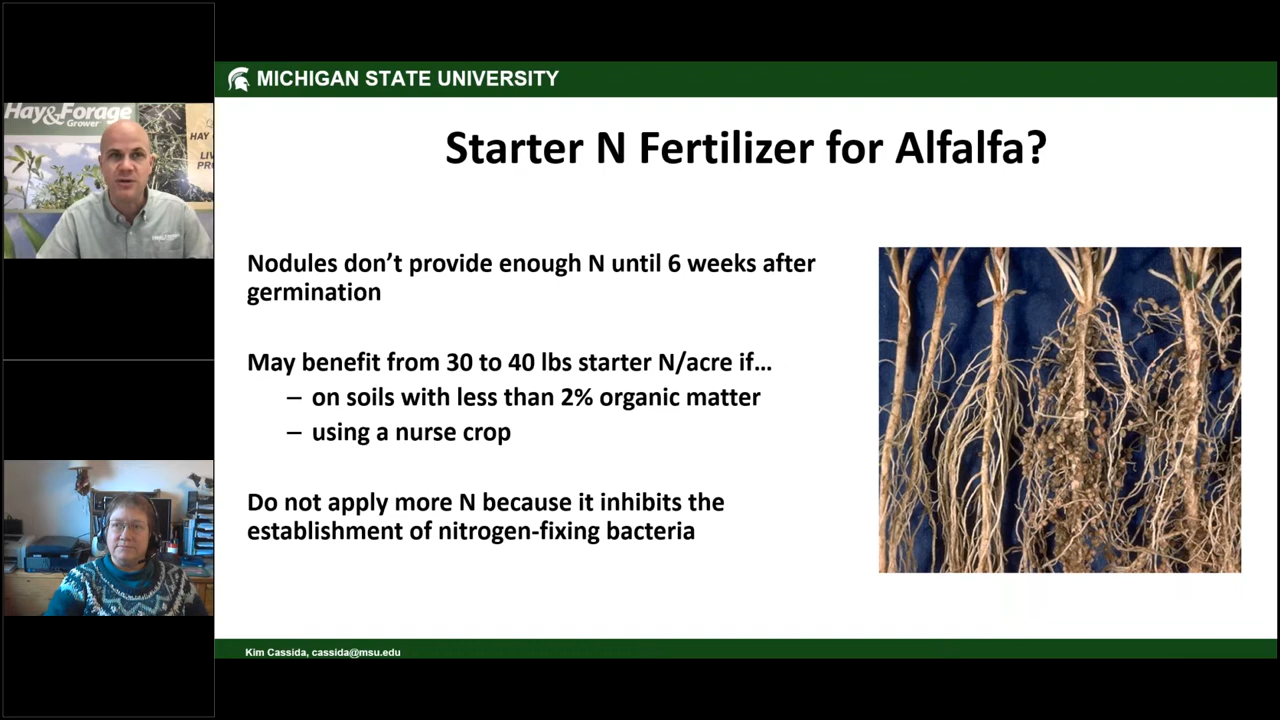 Hay&Forage
Grower
HAY
MICHIGAN STATE UNIVERSITY
Starter N Fertilizer for Alfalfa?
Nodules don’t provide enough N until 6 weeks after
germination
May benefit from 30 to 40 lbs starter N/acre if…
– on soils with less than 2% organic matter
– using a nurse crop
Do not apply more N because it inhibits the
establishment of nitrogen-fixing bacteria
Kim Cassida, cassida@msu.edu